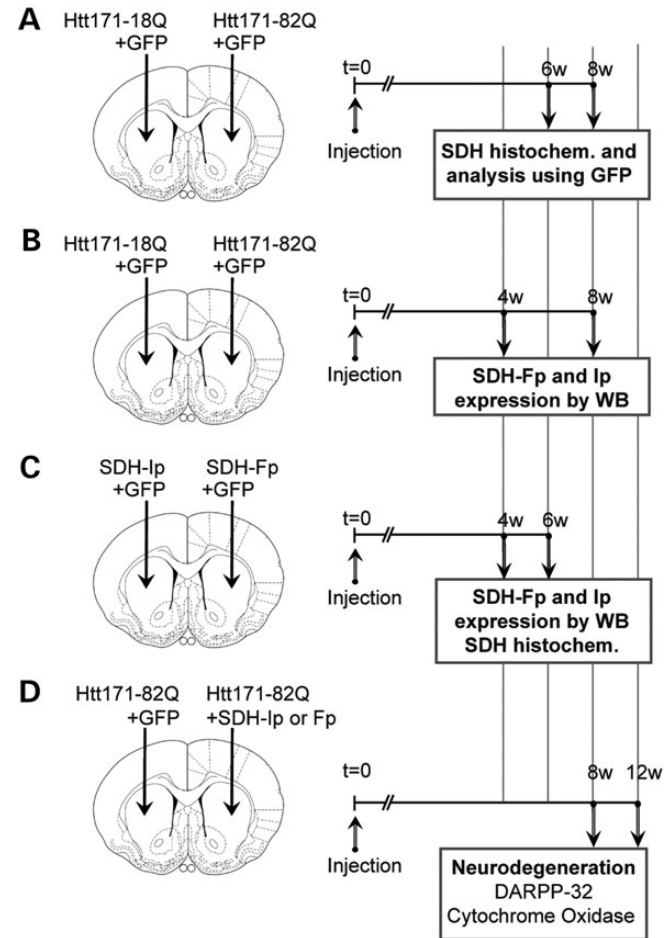 A
Htt171-18Q
+GFP
Htt171-82Q
+GFP
t=0
6w
8w
Injection
SDH histochem. and
analysis using GFP
B
Htt171-18Q
+GFP
Htt171-82Q
+GFP
t=0
4w
8w
Injection
SDH-Fp and Ip
expression by WB
C
SDH-Ip
+GFP
SDH-Fp
+GFP
t=0
4w
6w
Injection
SDH-Fp and Ip
expression by WB
SDH histochem.
D
Htt171-82Q
+GFP
Htt171-82Q
+SDH-Ip or Fp
t=0
8w
12w
Injection
Neurodegeneration
DARPP-32
Cytochrome Oxidase